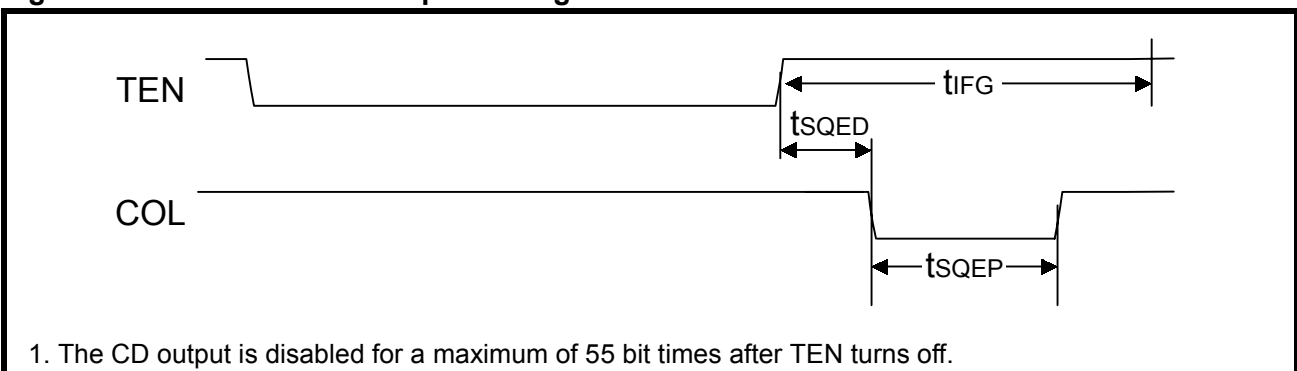 TEN
tIFG
tSQED
COL
tSQEP
1. The CD output is disabled for a maximum of 55 bit times after TEN turns off.